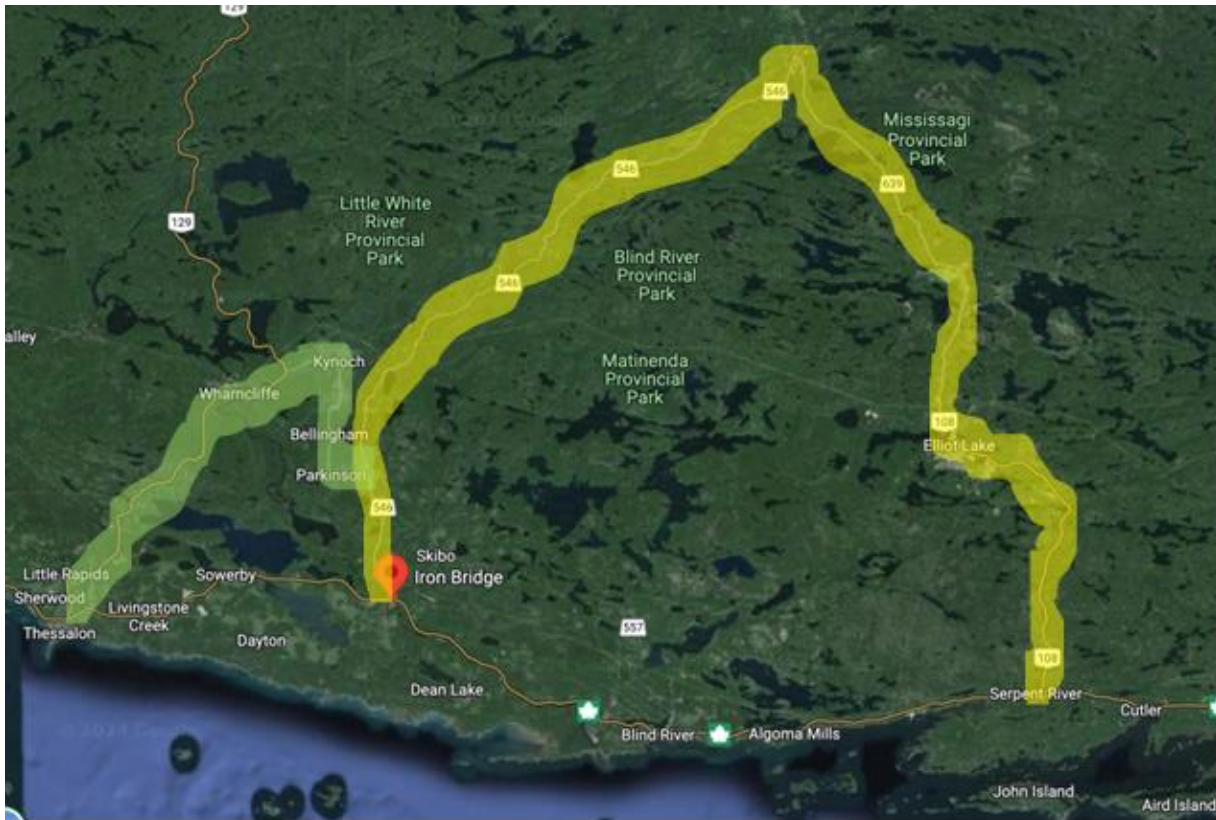 129
546
Mississagi
Provincial
Park
546
639
Little White
River
Provincial
Park
129
Blind River
Provincial
Park
546
alley
Kynoch
Matinenda
Provincial
Park
Wharncliffe
108
Bellingham
Elliot Lake
Parkinson
546
Skibo
Iron Bridge
Little Rapids
Sowerby
Sherwood
Livingstone
Creek
Thessalon
557
Dayton
108
Dean Lake
Serpent River
Cutler
Blind River
Algoma Mills
John Island
Aird Island